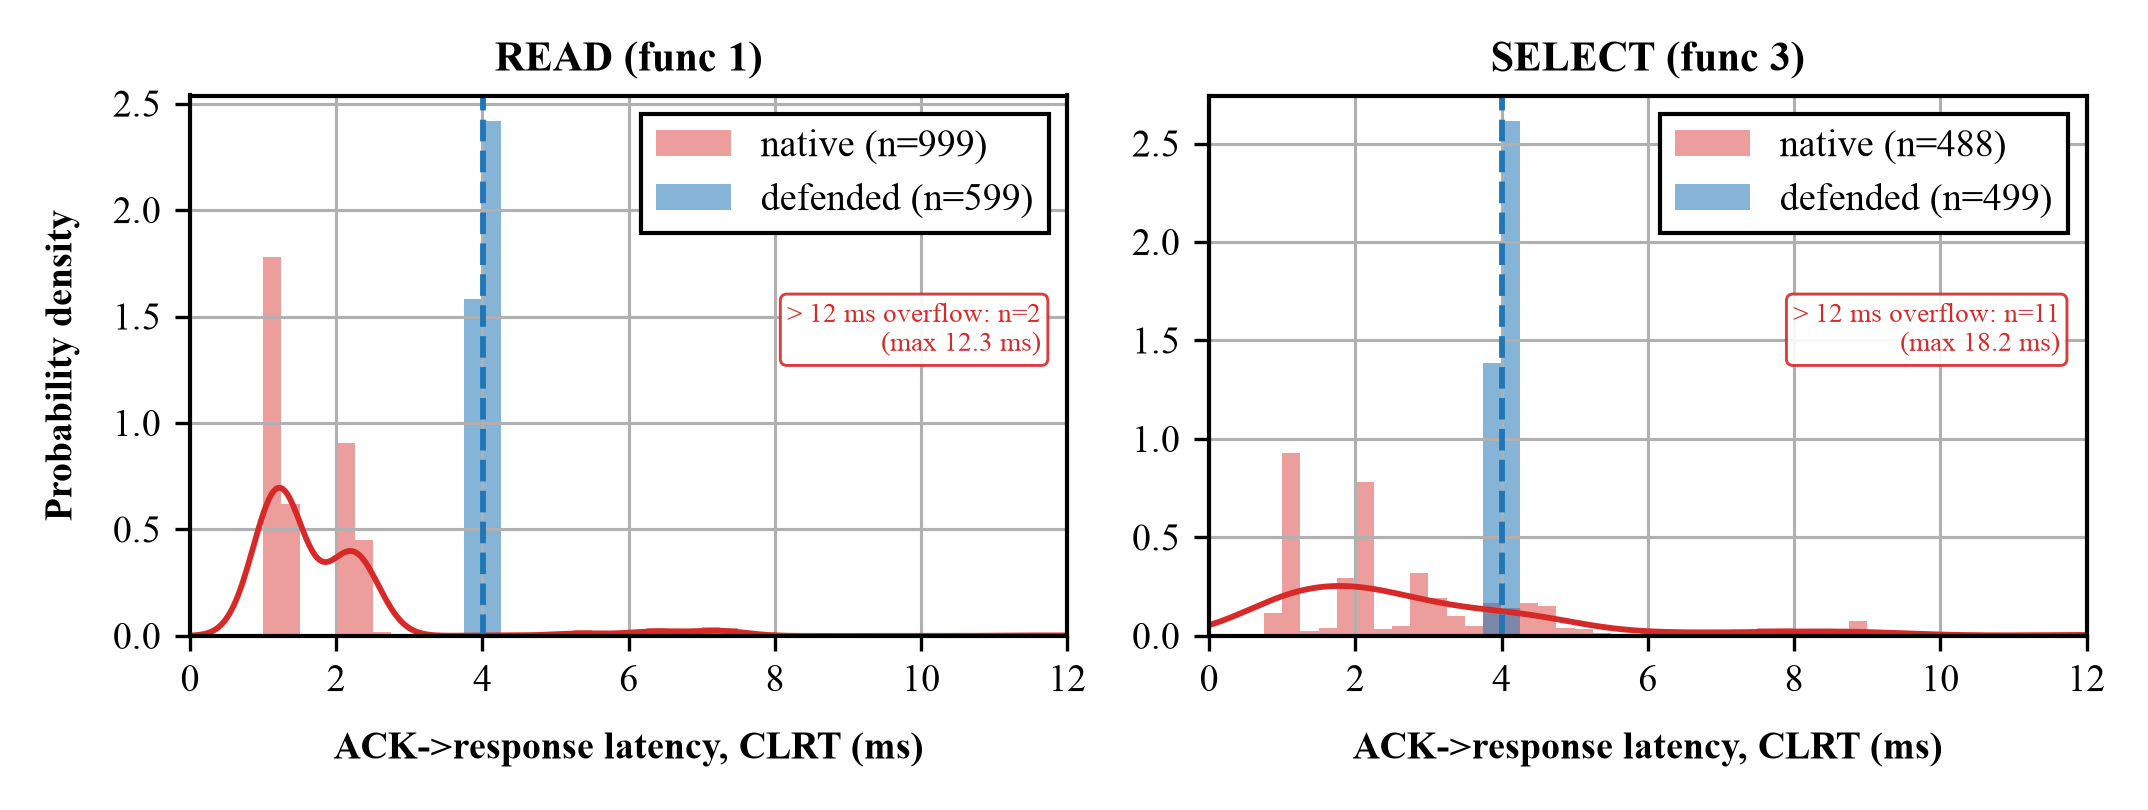 READ (func 1)
Probability density
2.5
2.0
1.5
1.0
0.5
0.0
native (n=999)
defended (n=599)
> 12 ms overflow: n=2
(max 12.3 ms)
0 2 4 6 8 10 12
ACK->response latency, CLRT (ms)
SELECT (func 3)
2.5
2.0
1.5
1.0
0.5
0.0
native (n=488)
defended (n=499)
> 12 ms overflow: n=11
(max 18.2 ms)
0 2 4 6 8 10 12
ACK->response latency, CLRT (ms)